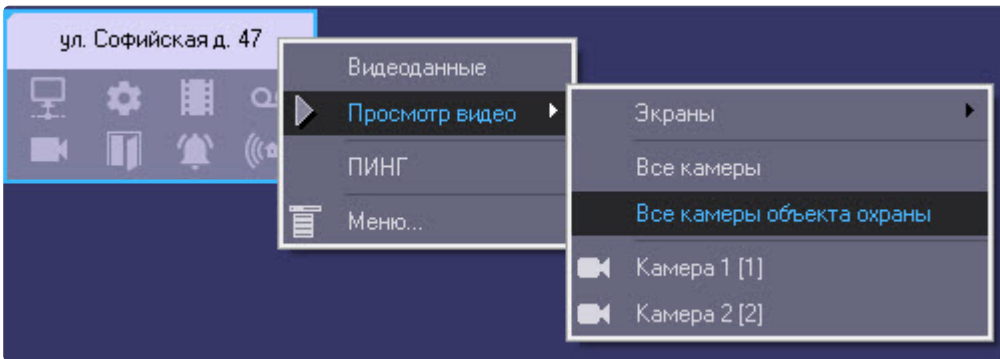 ул. Софийская д. 47
Видеоданные
Просмотр видео
ПИНГ
Меню...
Экраны
Все камеры
Все камеры объекта охраны
Камера 1 [1]
Камера 2 [2]